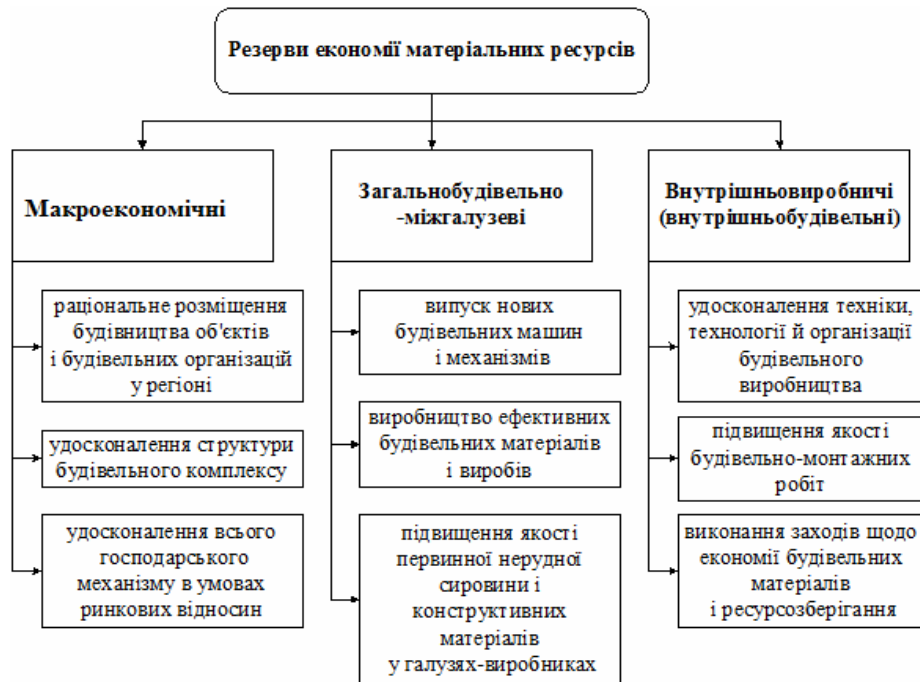 Резерви економії матеріальних ресурсів
Макроекономічні
раціональне розміщення
будівництва об'єктів
і будівельних організацій
у регіоні
удосконалення структури
будівельного комплексу
удосконалення всього
господарського
механізму в умовах
ринкових відносин
Загальнобудівельно
-міжгалузеві
випуск нових
будівельних машин
і механізмів
виробництво ефективних
будівельних матеріалів
і виробів
підвищення якості
первинної нерудної
сировини і
конструктивних
матеріалів
у галузях-виробниках
Внутрішньовиробничі
(внутрішньобудівельні)
удосконалення техніки,
технології й організації
будівельного
виробництва
підвищення якості
будівельно-монтажних
робіт
виконання заходів щодо
економії будівельних
матеріалів
і ресурсозберігання